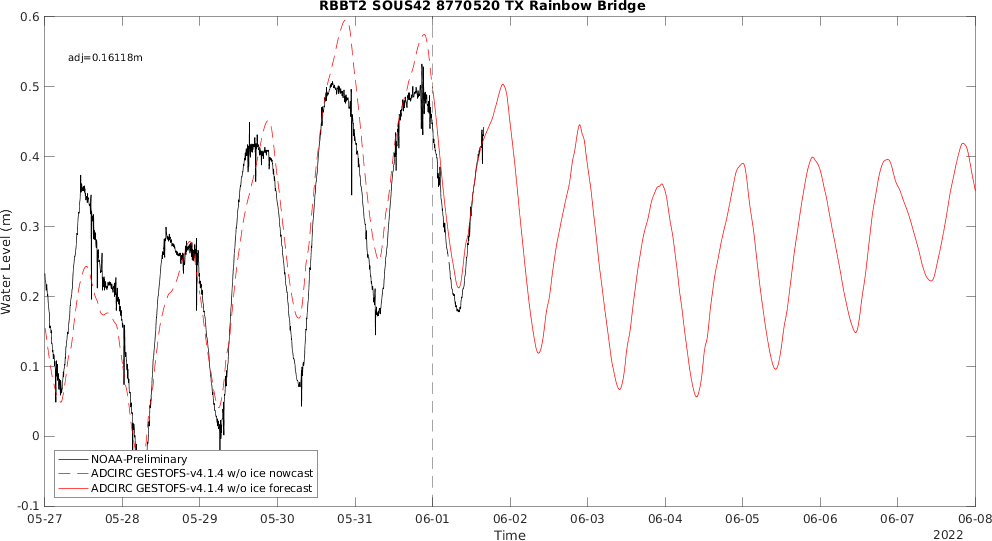 RBBT2 SOUS42 8770520 TX Rainbow Bridge
0.6
adj=0.16118m
0.5
0.4
0.3
0.2
0.1
0
-0.1
Water Level (m)
NOAA-Preliminary
ADCIRC GESTOFS-v4.1.4 w/o ice nowcast
ADCIRC GESTOFS-v4.1.4 w/o ice forecast
05-27 05-28 05-29 05-30 05-31 06-01 06-02 06-03 06-04 06-05 06-06 06-07 06-08
Time
2022